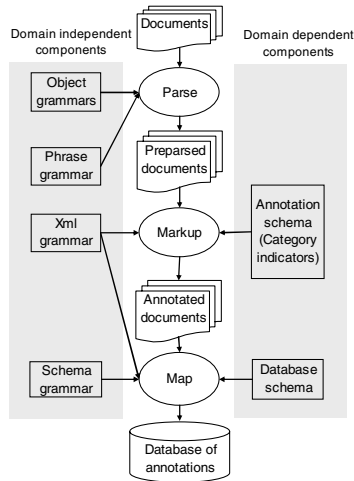 Documents
Domain independent
components
Domain dependent
components
Object
grammars
Parse
Phrase
grammar
Preparsed
documents
Xml
grammar
Markup
Annotation
schema
(Category
indicators)
Annotated
documents
Schema
grammar
Map
Database
schema
Database of
annotations